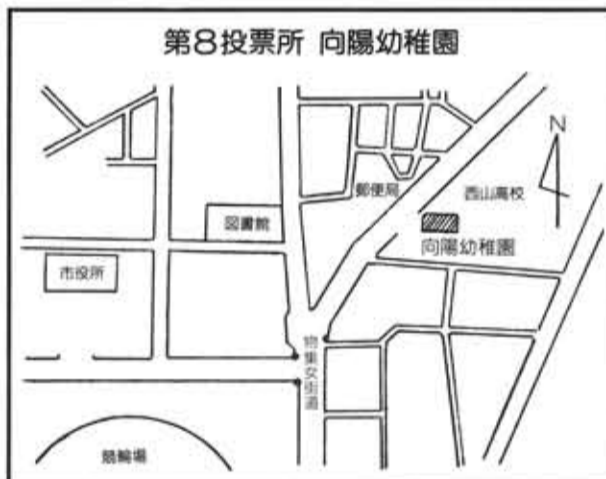 第8投票所 向陽幼稚園
N
郵便局
西山高校
図書館
向陽幼稚園
市役所
物集女街道
競輪場